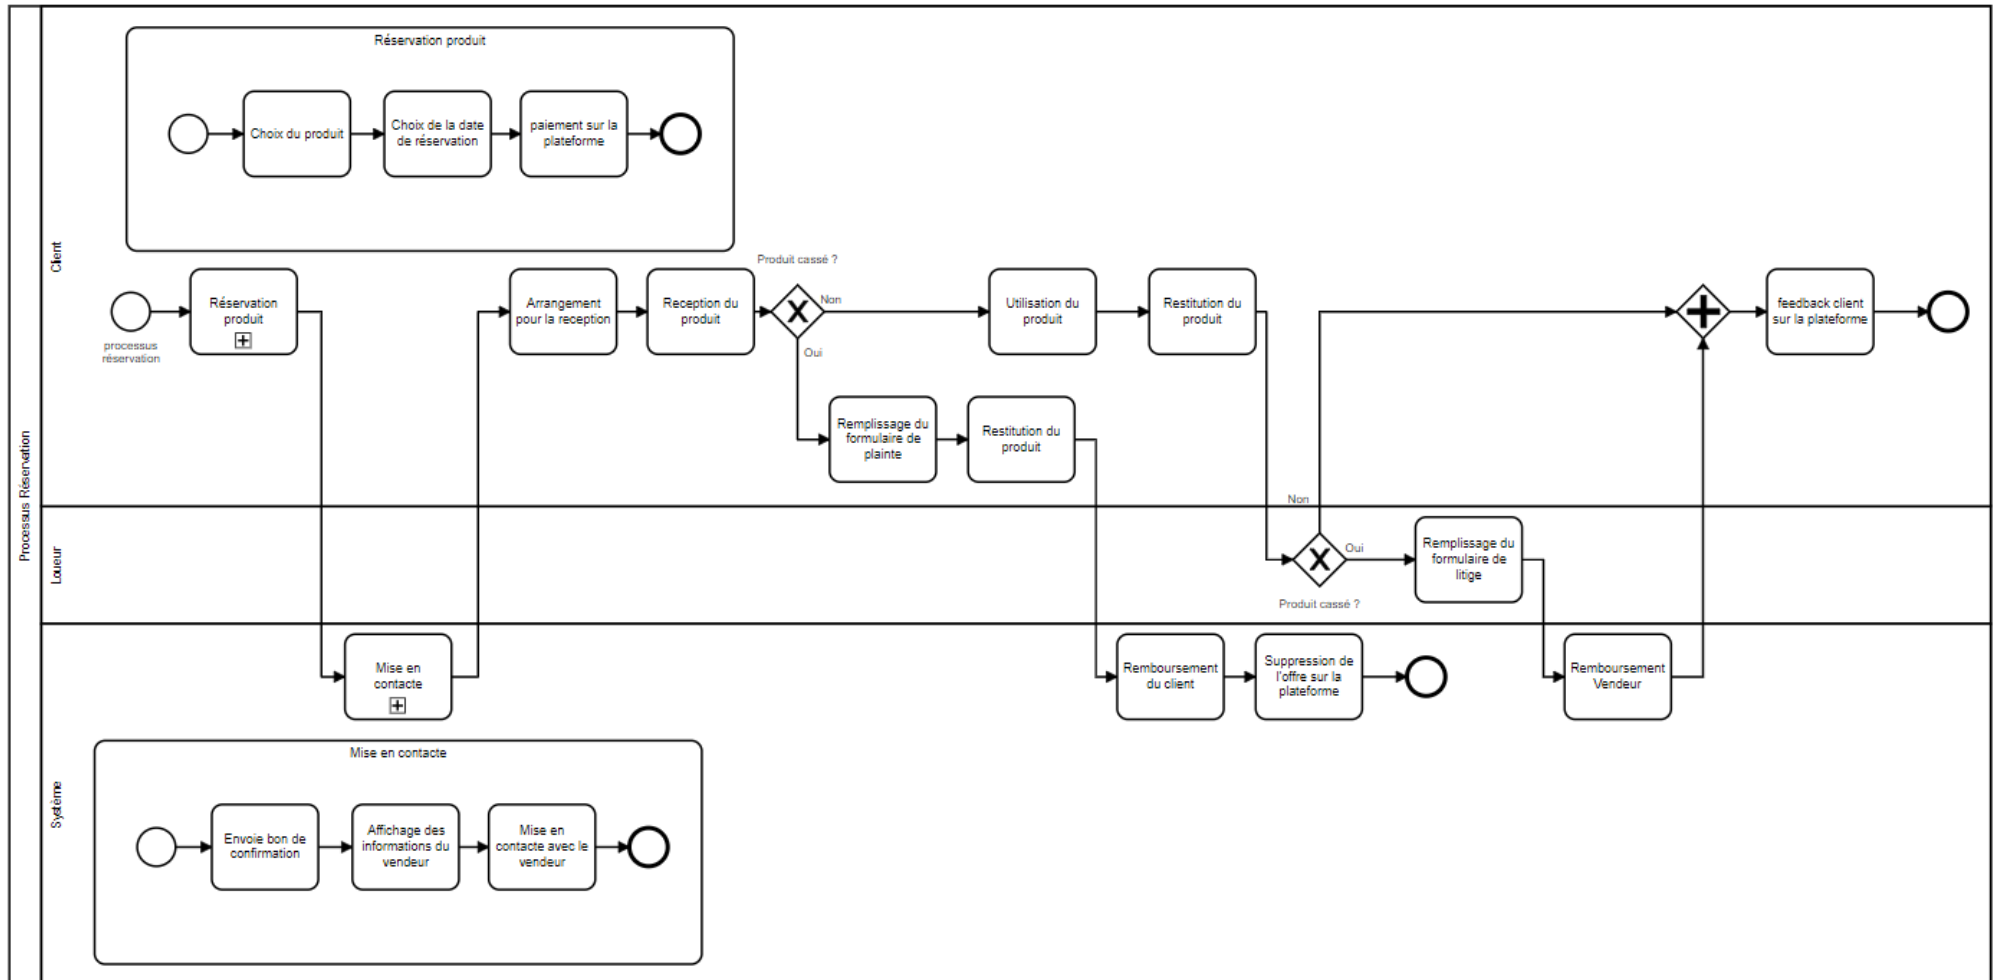 Processus Réservation
Client
Réservation produit
Choix du produit
Choix de la date
de réservation
paiement sur la
plateforme
processus
réservation
Réservation
produit
Arrangement
pour la reception
Reception du
produit
Produit cassé ?
Non
Oui
Utilisation du
produit
Restitution du
produit
feedback client
sur la plateforme
Remplissage du
formulaire de
plainte
Restitution du
produit
Loueur
Non
Oui
Produit cassé ?
Remplissage du
formulaire de
litige
Système
Mise en
contacte
Remboursement
du client
Suppression de
l'offre sur la
plateforme
Remboursement
Vendeur
Mise en contacte
Envoie bon de
confirmation
Affichage des
informations du
vendeur
Mise en
contacte avec le
vendeur